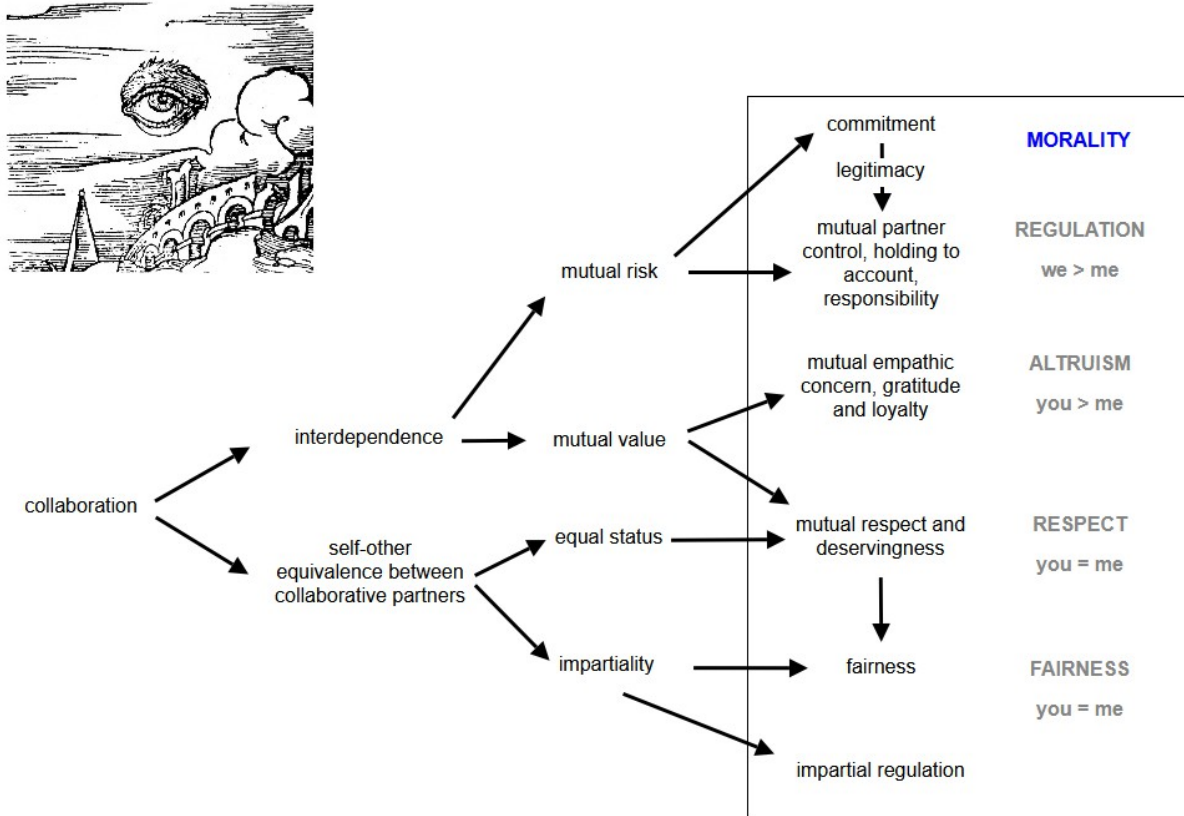 commitment
MORALITY
legitimacy
mutual partner
control, holding to
account,
responsibility
REGULATION
we > me
mutual risk
mutual empathic
concern, gratitude
and loyalty
ALTRUISM
you > me
interdependence
mutual value
collaboration
self-other
equivalence between
collaborative partners
equal status
mutual respect and
deservingness
RESPECT
you = me
impartiality
fairness
FAIRNESS
you = me
impartial regulation